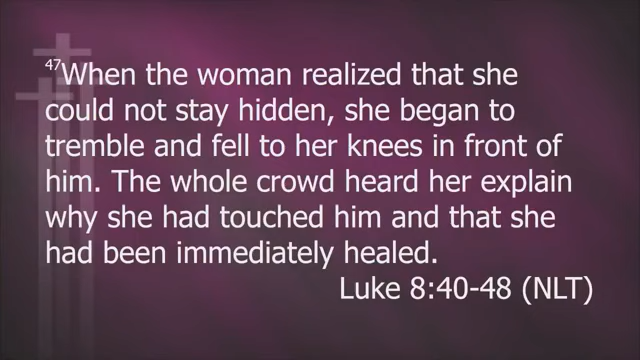 47When the woman realized that she
could not stay hidden, she began to
tremble and fell to her knees in front of
him. The whole crowd heard her explain
why she had touched him and that she
had been immediately healed.
Luke 8:40-48 (NLT)